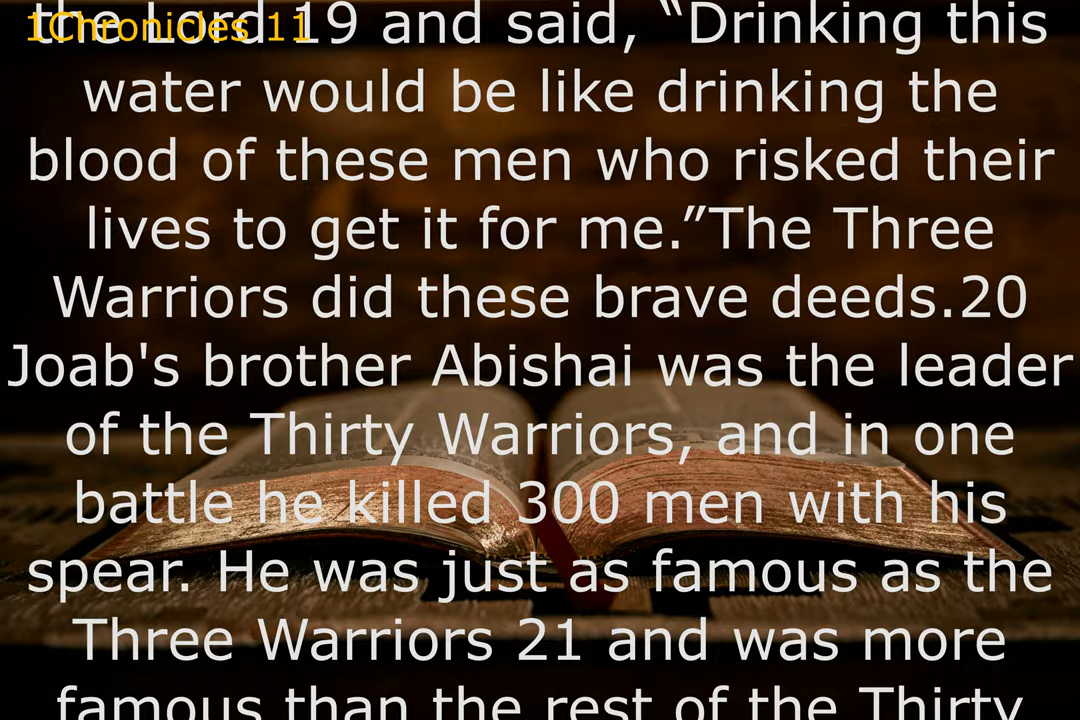 1Chronicles 11
the Lord 19 and said, “Drinking this
water would be like drinking the
blood of these men who risked their
lives to get it for me.”The Three
Warriors did these brave deeds.20
Joab's brother Abishai was the leader
of the Thirty Warriors, and in one
battle he killed 300 men with his
spear. He was just as famous as the
Three Warriors 21 and was more
famous than the rest of the Thirty